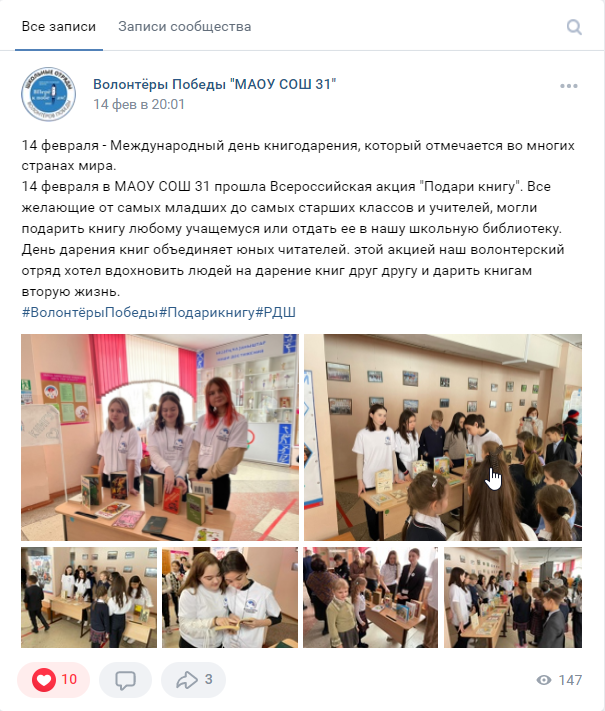 Все записи Записи сообщества
ШКОЛЬНЫЕ ОТРЯДЫ
ВОЛОНТЁРОВ ПОБЕДЫ
Волонтёры Победы "МАОУ СОШ 31"
14 фев в 20:01
14 февраля - Международный день книгодарения, который отмечается во многих
странах мира.
14 февраля в МАОУ СОШ 31 прошла Всероссийская акция "Подари книгу". Все
желающие от самых младших до самых старших классов и учителей, могли
подарить книгу любому учащемуся или отдать ее в нашу школьную библиотеку.
День дарения книг объединяет юных читателей. этой акцией наш волонтерский
отряд хотел вдохновить людей на дарение книг друг другу и дарить книгам
вторую жизнь.
#ВолонтёрыПобеды#Подарикнигу#РДШ
10 3 147